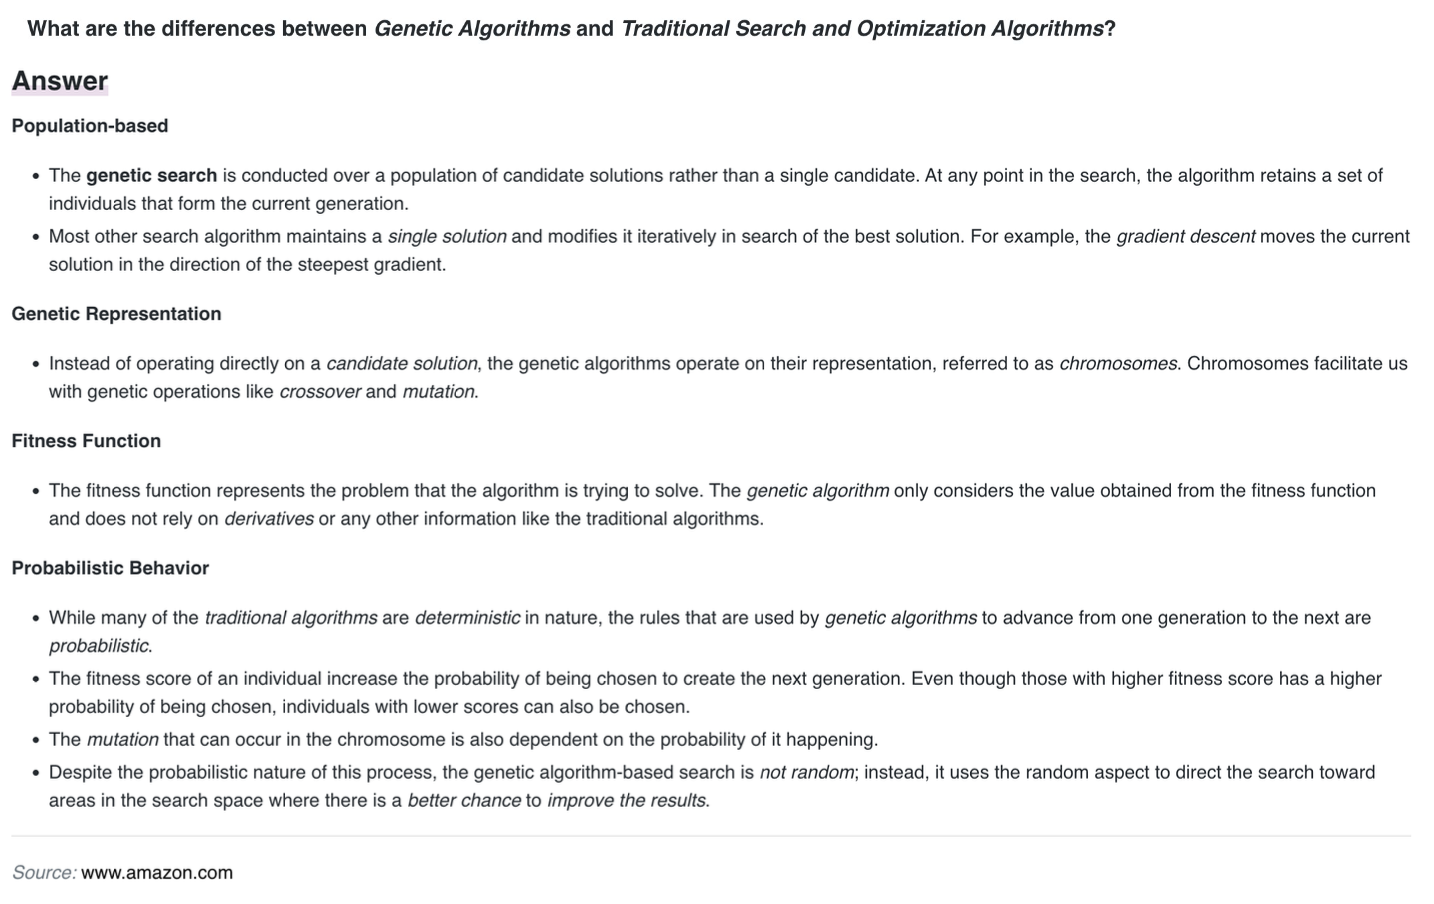 What are the differences between Genetic Algorithms and Traditional Search and Optimization Algorithms?
Answer
Population-based
• The genetic search is conducted over a population of candidate solutions rather than a single candidate. At any point in the search, the algorithm retains a set of
individuals that form the current generation.
• Most other search algorithm maintains a single solution and modifies it iteratively in search of the best solution. For example, the gradient descent moves the current
solution in the direction of the steepest gradient.
Genetic Representation
• Instead of operating directly on a candidate solution, the genetic algorithms operate on their representation, referred to as chromosomes. Chromosomes facilitate us
with genetic operations like crossover and mutation.
Fitness Function
• The fitness function represents the problem that the algorithm is trying to solve. The genetic algorithm only considers the value obtained from the fitness function
and does not rely on derivatives or any other information like the traditional algorithms.
Probabilistic Behavior
• While many of the traditional algorithms are deterministic in nature, the rules that are used by genetic algorithms to advance from one generation to the next are
probabilistic.
• The fitness score of an individual increase the probability of being chosen to create the next generation. Even though those with higher fitness score has a higher
probability of being chosen, individuals with lower scores can also be chosen.
• The mutation that can occur in the chromosome is also dependent on the probability of it happening.
• Despite the probabilistic nature of this process, the genetic algorithm-based search is not random; instead, it uses the random aspect to direct the search toward
areas in the search space where there is a better chance to improve the results.
Source: www.amazon.com